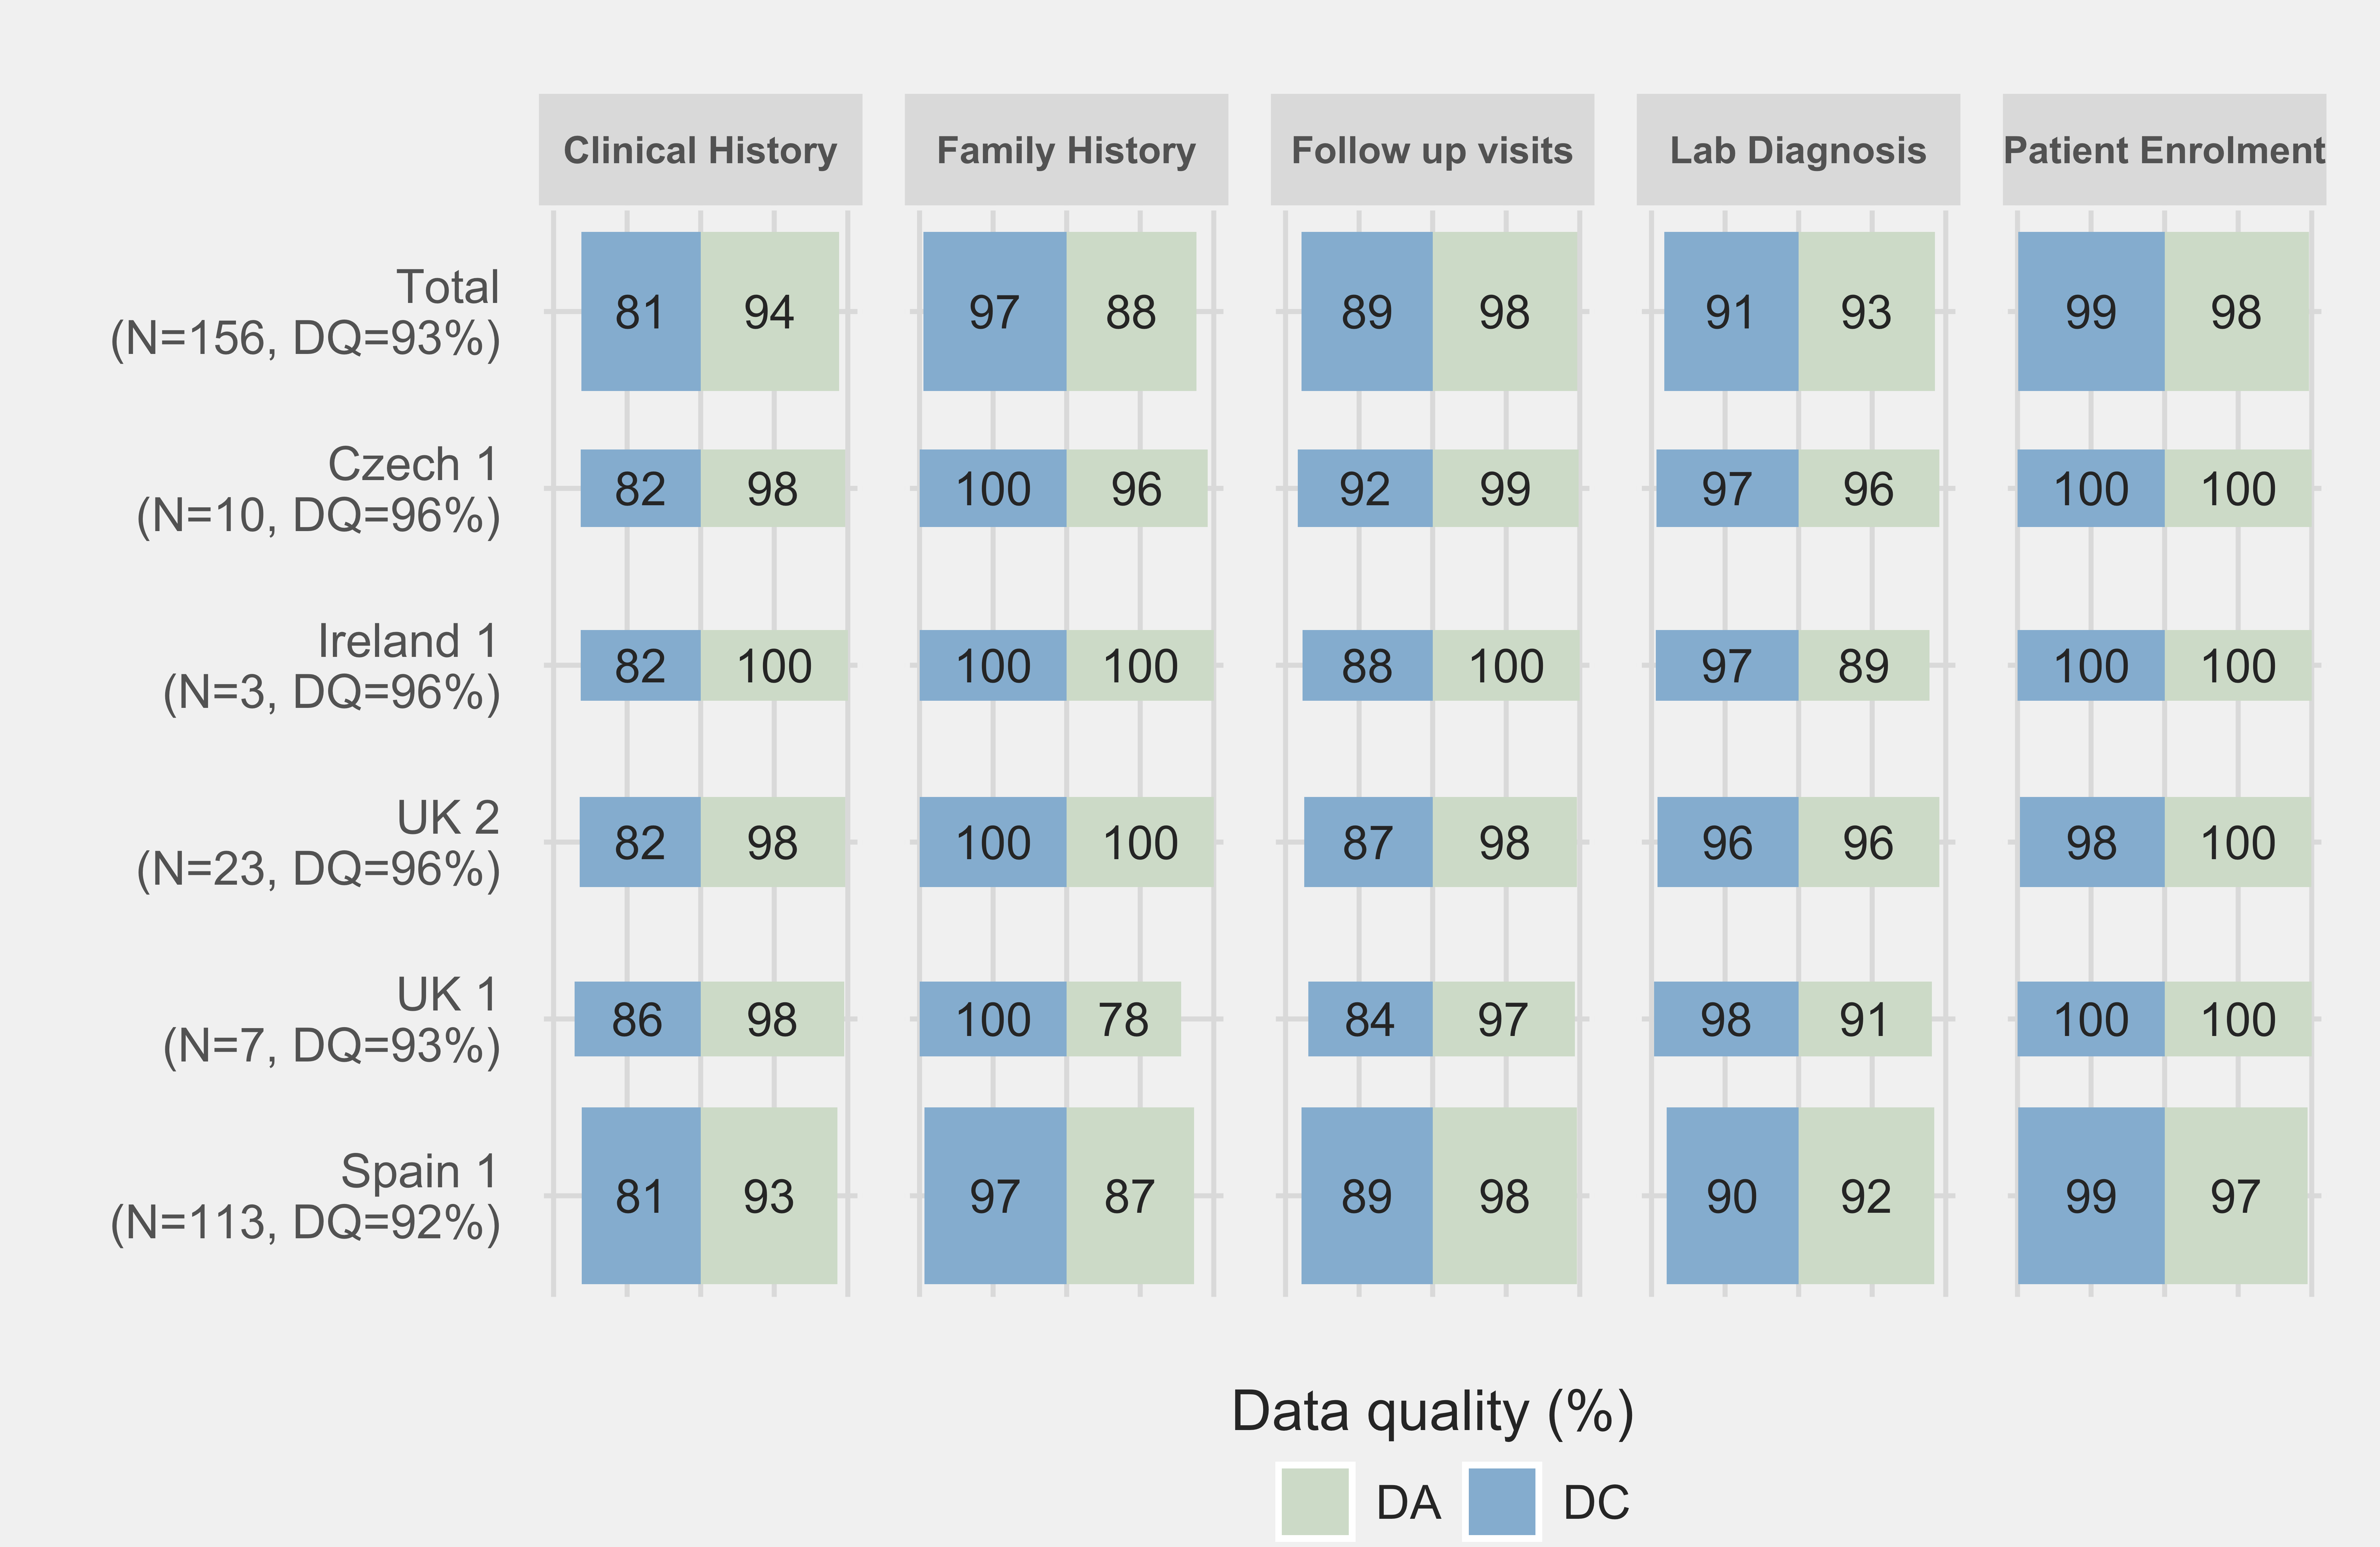 Clinical History Family History Follow up visits Lab Diagnosis Patient Enrolment
Total
(N=156, DQ=93%)
81 94 97 88 89 98 91 93 99 98
Czech 1
(N=10, DQ=96%)
82 98 100 96 92 99 97 96 100 100
Ireland 1
(N=3, DQ=96%)
82 100 100 100 88 100 97 89 100 100
UK 2
(N=23, DQ=96%)
82 98 100 100 87 98 96 96 98 100
UK 1
(N=7, DQ=93%)
86 98 100 78 84 97 98 91 100 100
Spain 1
(N=113, DQ=92%)
81 93 97 87 89 98 90 92 99 97
Data quality (%)
DA DC